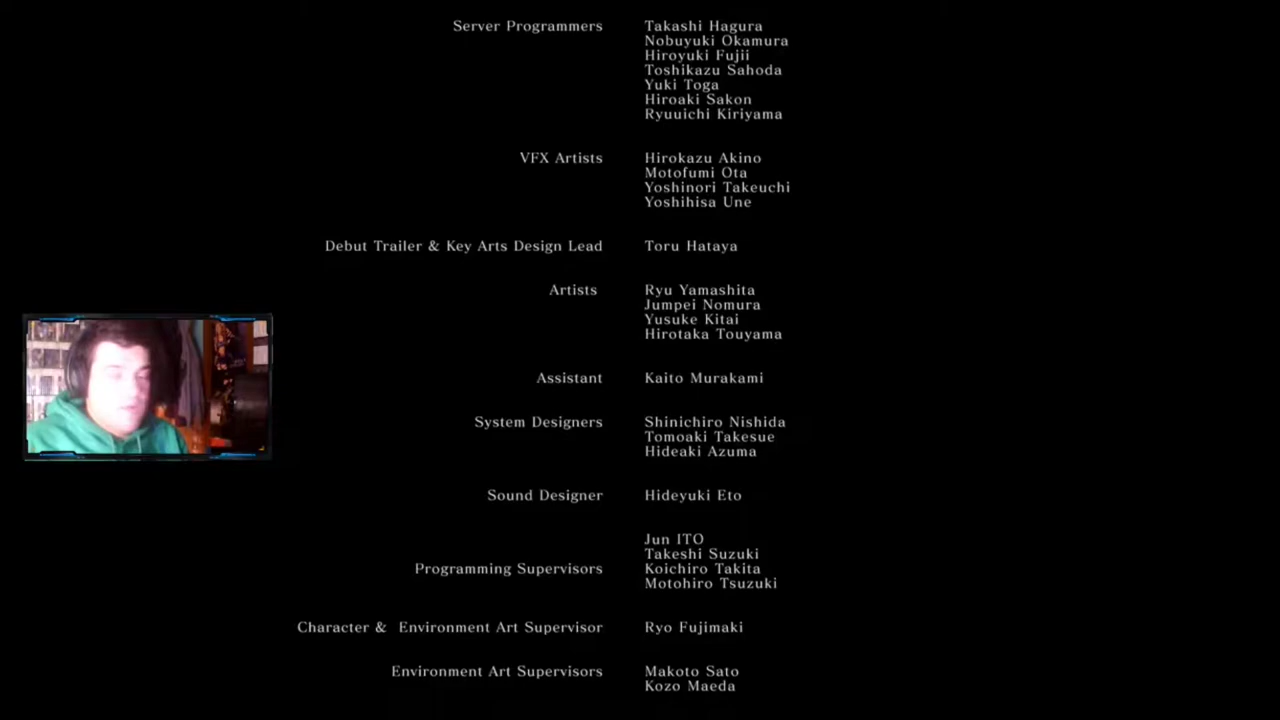 Server Programmers Takashi Hagura
Nobuyuki Okamura
Hiroyuki Fujii
Toshikazu Sahoda
Yuki Toga
Hiroaki Sakon
Ryuuichi Kiriyama
VFX Artists Hirokazu Akino
Motofumi Ota
Yoshinori Takeuchi
Yoshihisa Une
Debut Trailer & Key Arts Design Lead Toru Hataya
Artists Ryu Yamashita
Jumpei Nomura
Yusuke Kitai
Hirotaka Touyama
Assistant Kaito Murakami
System Designers Shinichiro Nishida
Tomoaki Takesue
Hideaki Azuma
Sound Designer Hideyuki Eto
Jun ITO
Takeshi Suzuki
Programming Supervisors Koichiro Takita
Motohiro Tsuzuki
Character & Environment Art Supervisor Ryo Fujimaki
Environment Art Supervisors Makoto Sato
Kozo Maeda